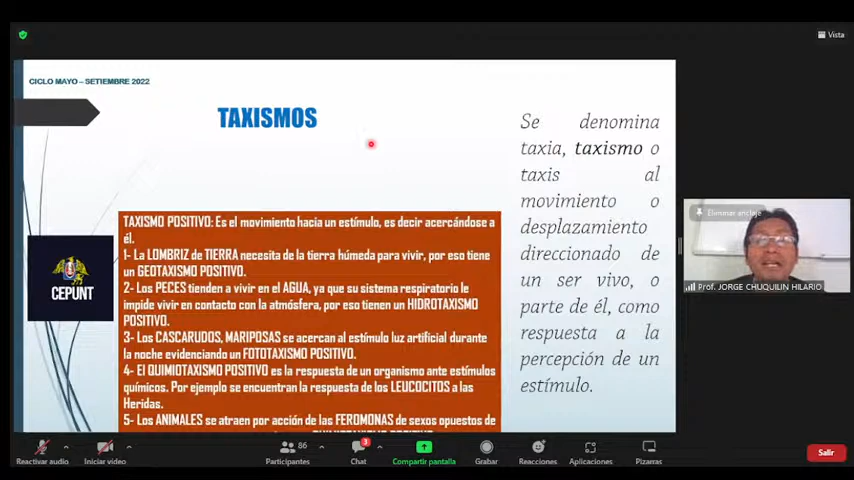 Vista
CICLO MAYO – SETIEMBRE 2022
TAXISMOS
TAXISMO POSITIVO: Es el movimiento hacia un estímulo, es decir acercándose a
él.
1- La LOMBRIZ de TIERRA necesita de la tierra húmeda para vivir, por eso tiene
un GEOTAXISMO POSITIVO.
2- Los PECES tienden a vivir en el AGUA, ya que su sistema respiratorio le
impide vivir en contacto con la atmósfera, por eso tienen un HIDROTAXISMO
POSITIVO.
3- Los CASCARUDOS, MARIPOSAS se acercan al estímulo luz artificial durante
la noche evidenciando un FOTOTAXISMO POSITIVO.
4- El QUIMIOTAXISMO POSITIVO es la respuesta de un organismo ante estímulos
químicos. Por ejemplo se encuentran la respuesta de los LEUCOCITOS a las
Heridas.
5- Los ANIMALES se atraen por acción de las FEROMONAS de sexos opuestos de
CEPUNT
Se denomina
taxia, taxismo o
taxis al
movimiento o
desplazamiento
direccionado de
un ser vivo, o
parte de él, como
respuesta a la
percepción de un
estímulo.
Eliminar anclaje
Prof. JORGE CHUQUILIN HILARIO
Reactivar audio
Iniciar video
86
Participantes
3
Chat
Compartir pantalla
Grabar
Reacciones
Aplicaciones
Pizarras
Salir